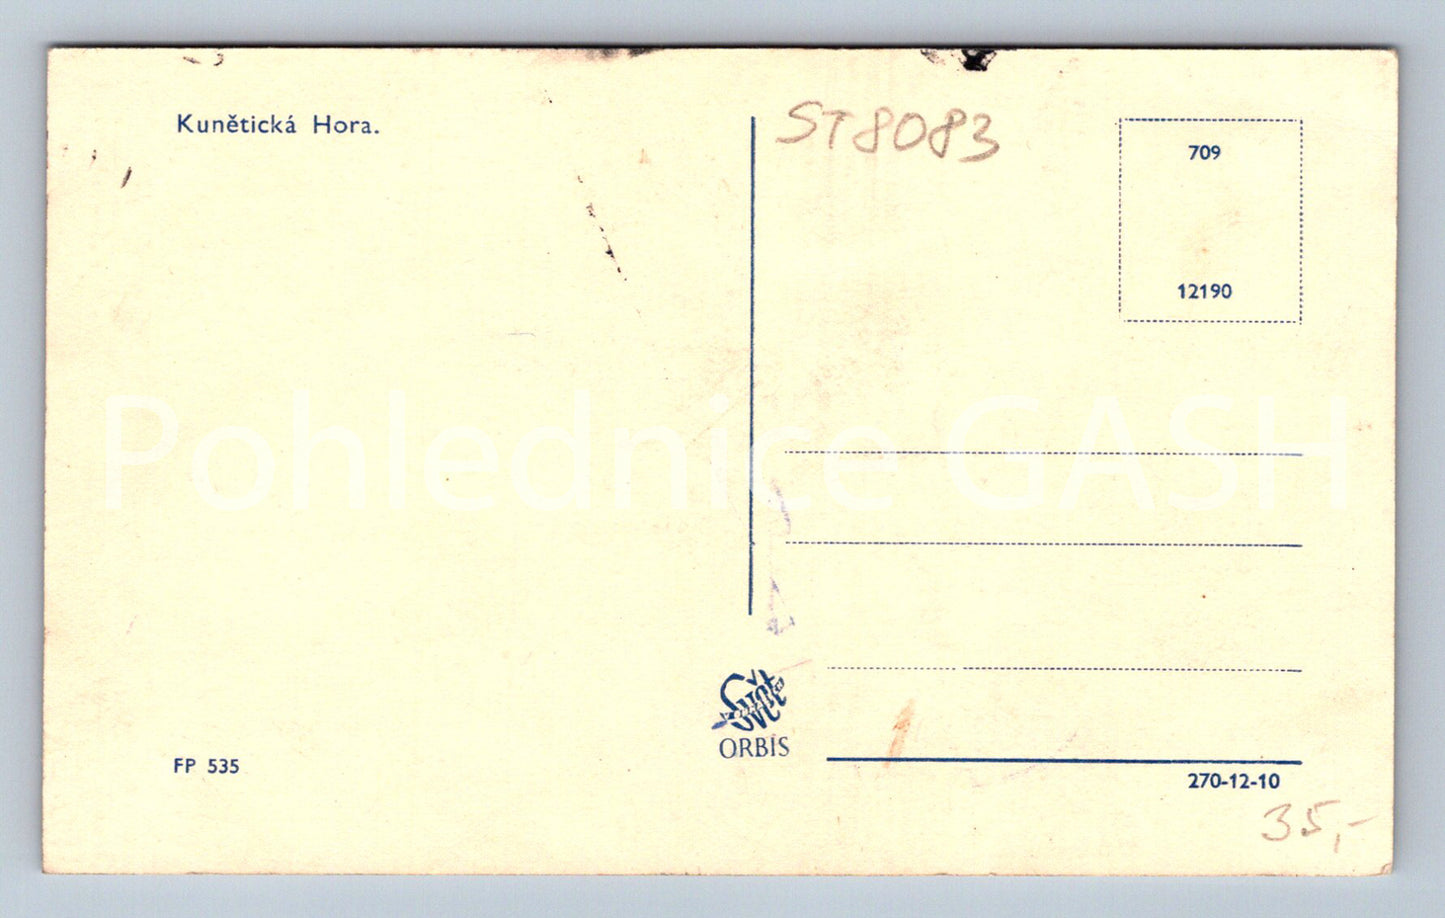 Kunětická Hora.
ST8083
709
12190
Pohlednice GASH
Svět
ORBIS
FP 535
270-12-10
35,-